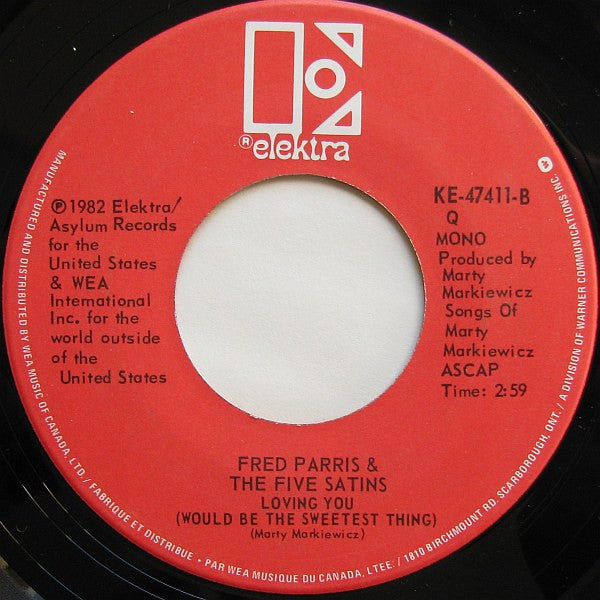 ® elektra
℗ 1982 Elektra/
Asylum Records
for the
United States
& WEA
International
Inc. for the
world outside
of the
United States
KE-47411-B
Q
MONO
Produced by
Marty
Markiewicz
Songs Of
Marty
Markiewicz
ASCAP
Time: 2:59
FRED PARRIS &
THE FIVE SATINS
LOVING YOU
(WOULD BE THE SWEETEST THING)
(Marty Markiewicz)
MANUFACTURED AND DISTRIBUTED BY WEA MUSIC OF CANADA, LTD./ FABRIQUE ET DISTRIBUE • PAR WEA MUSIQUE DU CANADA, LTEE. / 1810 BIRCHMOUNT RD. SCARBOROUGH, ONT. / A DIVISION OF WARNER COMMUNICATIONS INC.